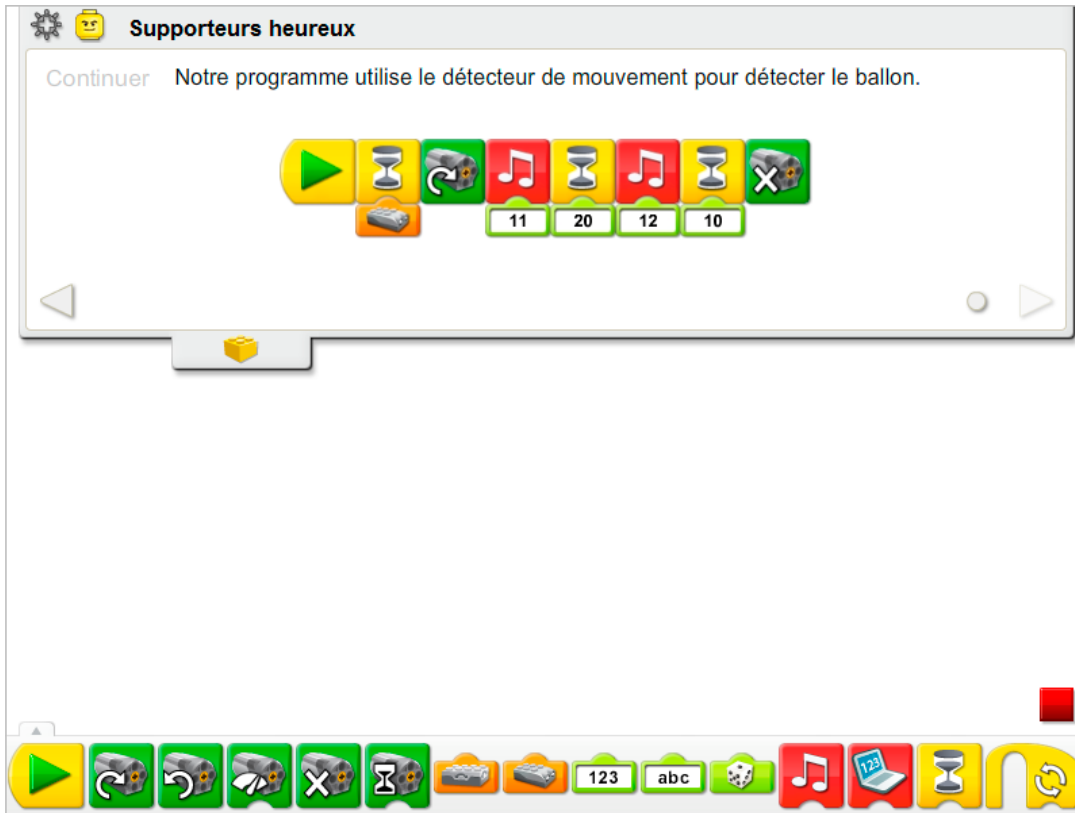 Supporteurs heureux
Continuer Notre programme utilise le détecteur de mouvement pour détecter le ballon.
11 20 12 10
123 abc 123